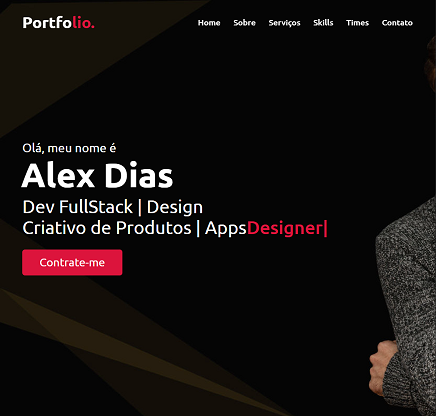 Portfolio.
Home Sobre Serviços Skills Times Contato
Olá, meu nome é
Alex Dias
Dev FullStack | Design
Criativo de Produtos | AppsDesigner|
Contrate-me